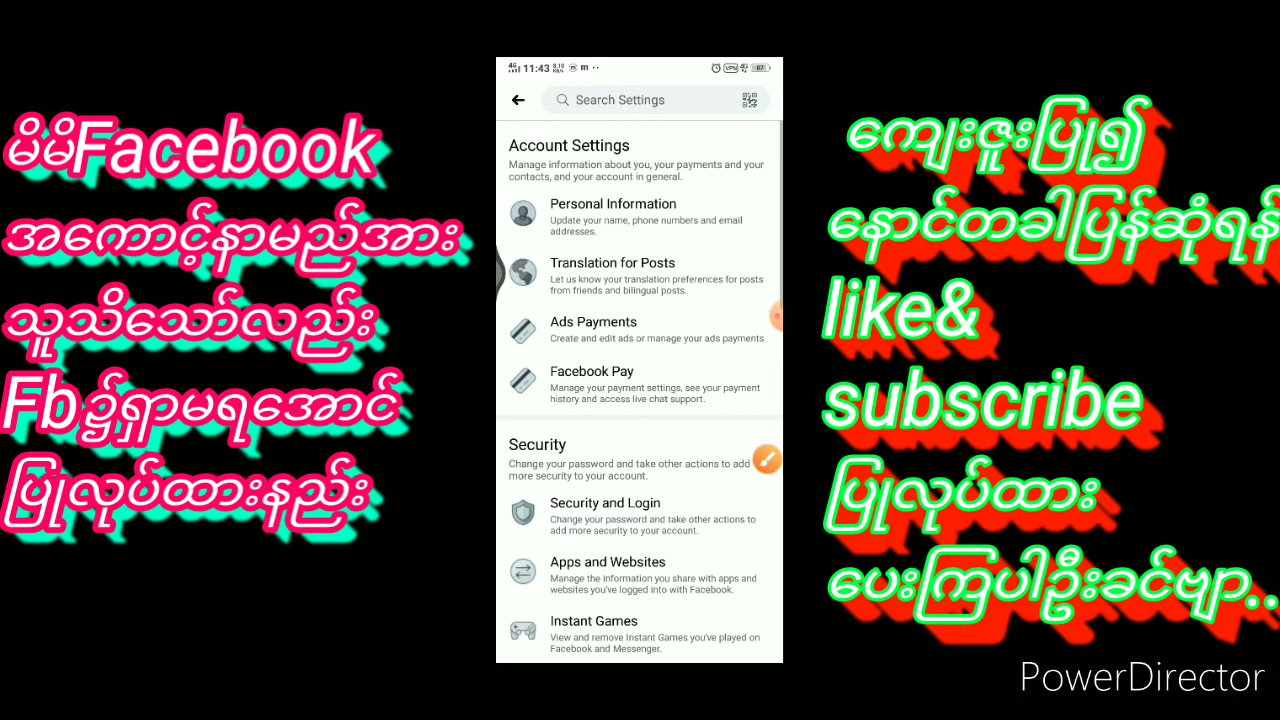 မိမိFacebook
အကောင့်နာမည်အား
သူသိသော်လည်း
Fb၌ရှာမရအောင်
ပြုလုပ်ထားနည်း
4G 11:43 8.10 KB/s m ··
VPN 4G 87
Search Settings
Account Settings
Manage information about you, your payments and your
contacts, and your account in general.
Personal Information
Update your name, phone numbers and email
addresses.
Translation for Posts
Let us know your translation preferences for posts
from friends and bilingual posts.
Ads Payments
Create and edit ads or manage your ads payments
Facebook Pay
Manage your payment settings, see your payment
history and access live chat support.
Security
Change your password and take other actions to add
more security to your account.
Security and Login
Change your password and take other actions to
add more security to your account.
Apps and Websites
Manage the information you share with apps and
websites you've logged into with Facebook.
Instant Games
View and remove Instant Games you've played on
Facebook and Messenger.
ကျေးဇူးပြု၍
နောင်တခါပြန်ဆုံရန်
like&
subscribe
ပြုလုပ်ထား
ပေးကြပါဦးခင်ဗျာ..
PowerDirector